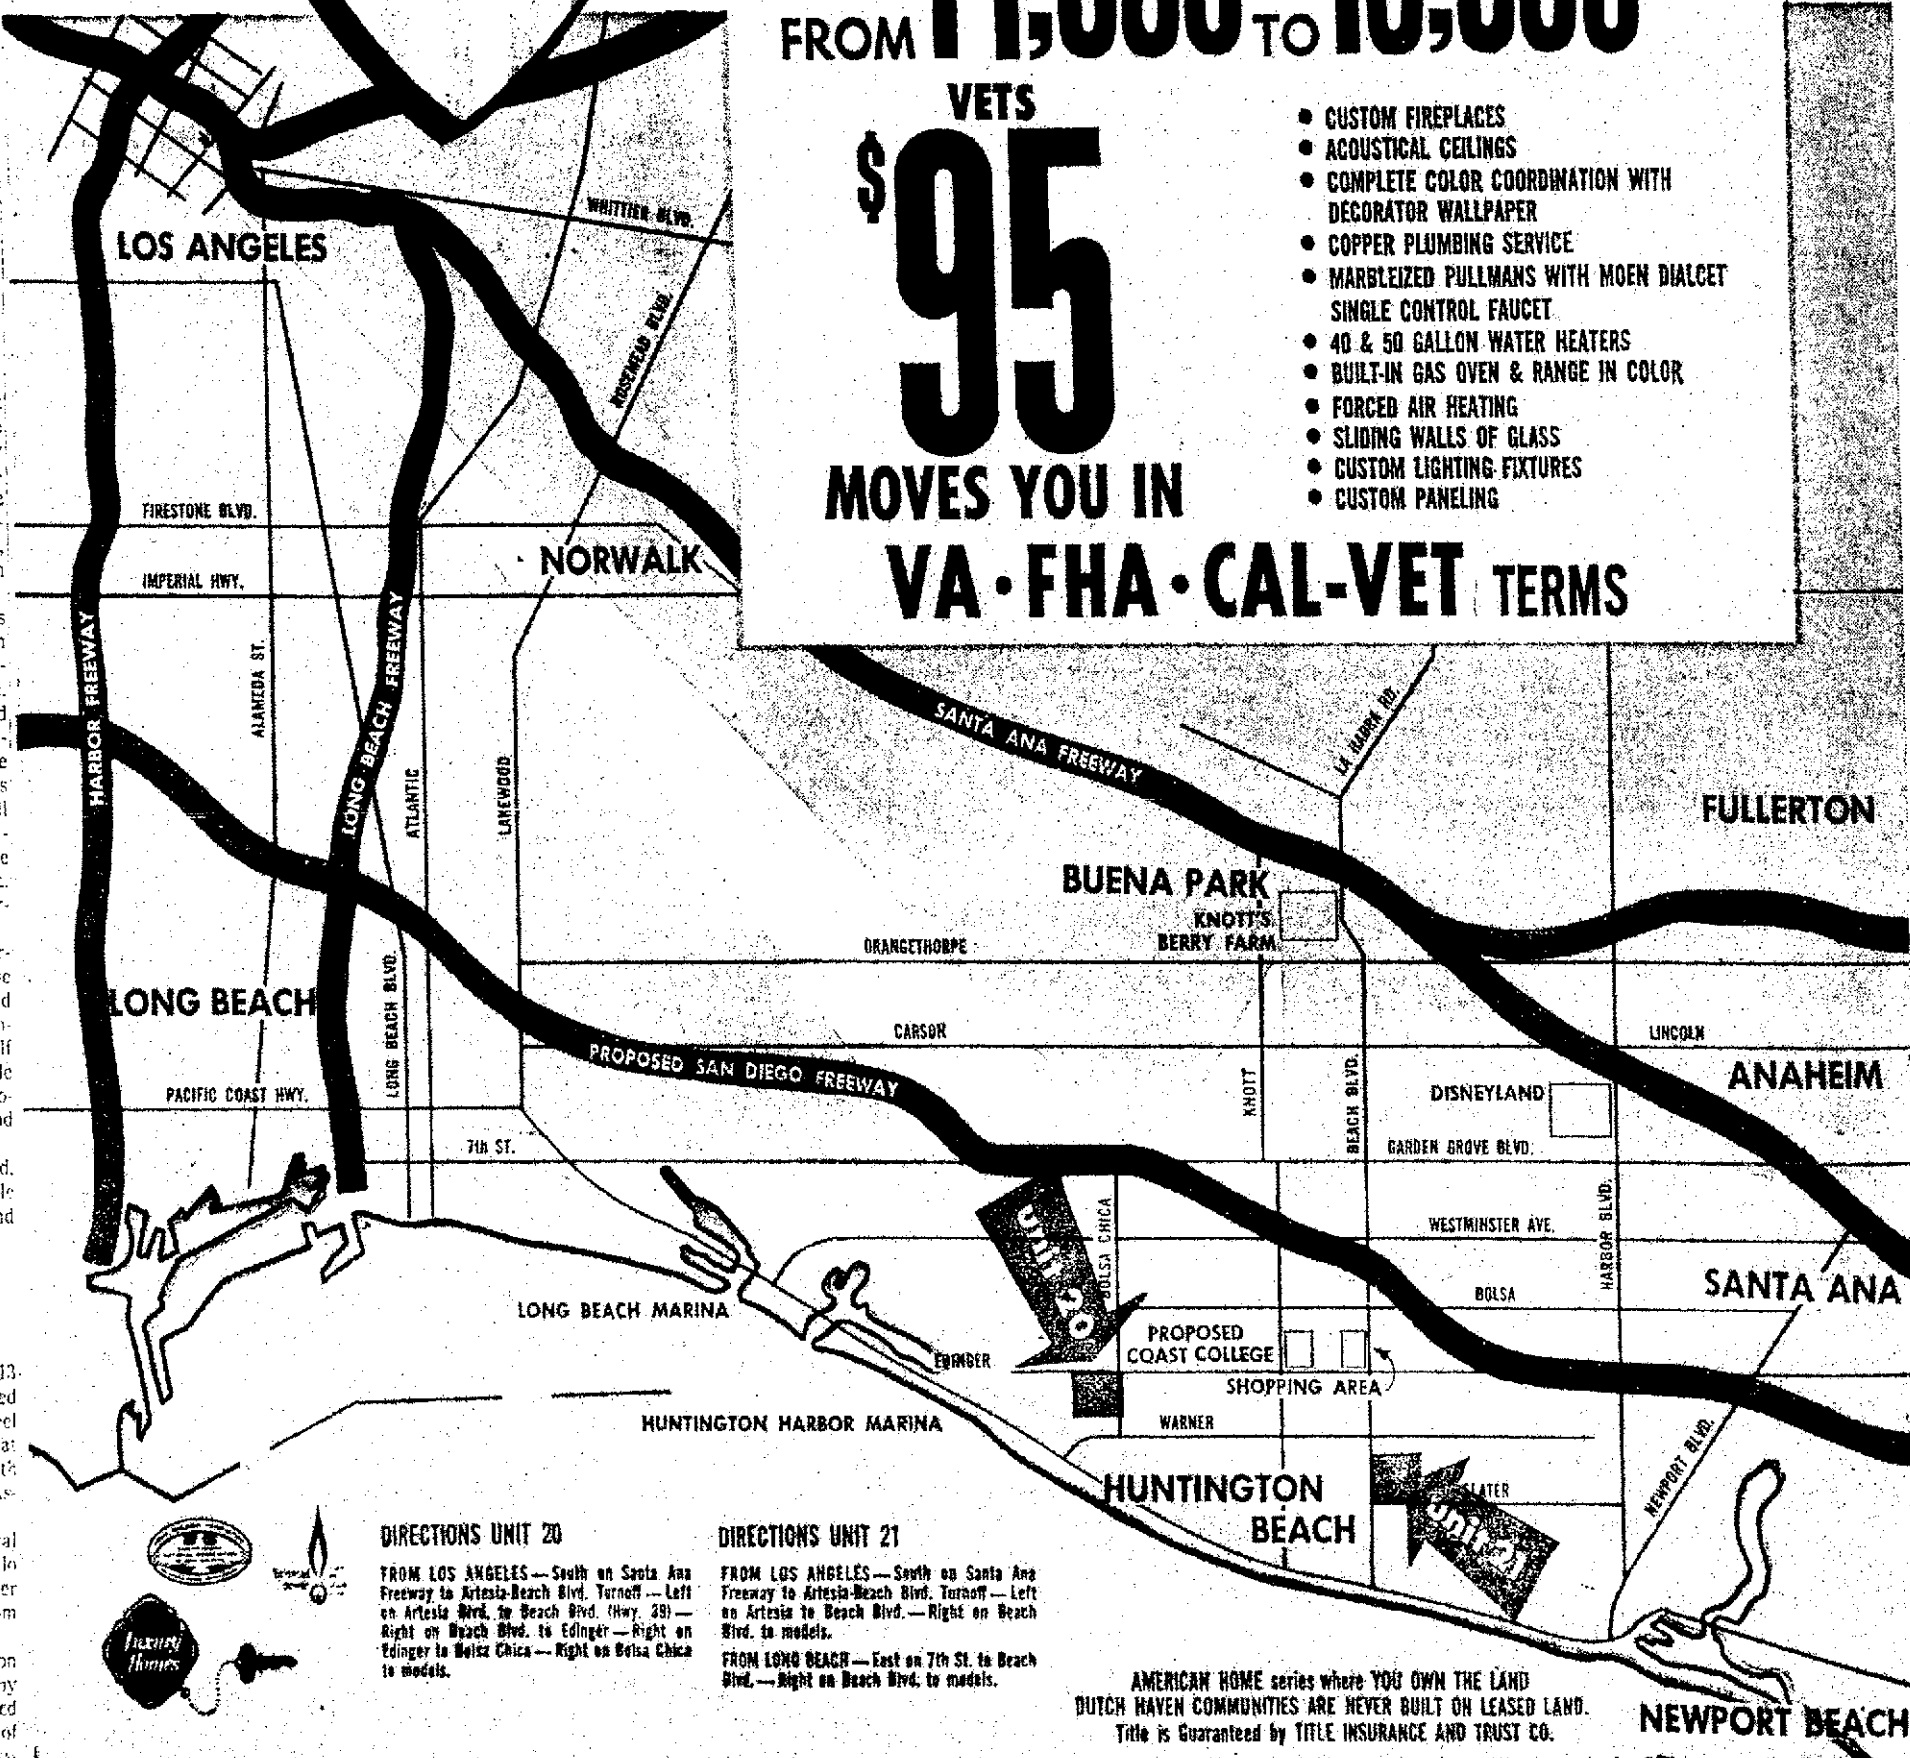 FROM TO
VETS
$95
MOVES YOU IN
• CUSTOM FIREPLACES
• ACOUSTICAL CEILINGS
• COMPLETE COLOR COORDINATION WITH
DECORATOR WALLPAPER
• COPPER PLUMBING SERVICE
• MARBLEIZED PULLMANS WITH MOEN DIALCET
SINGLE CONTROL FAUCET
• 40 & 50 GALLON WATER HEATERS
• BUILT-IN GAS OVEN & RANGE IN COLOR
• FORCED AIR HEATING
• SLIDING WALLS OF GLASS
• CUSTOM LIGHTING FIXTURES
• CUSTOM PANELING
VA • FHA • CAL-VET TERMS
WHITTIER BLVD.
LOS ANGELES
ROSEMEAD BLVD.
FIRESTONE BLVD.
NORWALK
IMPERIAL HWY.
HARBOR FREEWAY
ALAMEDA ST.
LONG BEACH FREEWAY
ATLANTIC
LAKEWOOD
SANTA ANA FREEWAY
LA HABRA RD.
FULLERTON
BUENA PARK
KNOTT'S
BERRY FARM
ORANGETHORPE
LONG BEACH
LONG BEACH BLVD.
CARSON
LINCOLN
PROPOSED SAN DIEGO FREEWAY
ANAHEIM
PACIFIC COAST HWY.
KNOTT
BEACH BLVD.
DISNEYLAND
7th ST.
GARDEN GROVE BLVD.
unit 20
BOLSA CHICA
WESTMINSTER AVE.
HARBOR BLVD.
SANTA ANA
BOLSA
LONG BEACH MARINA
PROPOSED
COAST COLLEGE
EDINGER
SHOPPING AREA
HUNTINGTON HARBOR MARINA
WARNER
NEWPORT BLVD.
HUNTINGTON
BEACH
SLATER
unit 21
Luxury
Homes
DIRECTIONS UNIT 20
FROM LOS ANGELES — South on Santa Ana
Freeway to Artesia-Beach Blvd. Turnoff — Left
on Artesia Blvd. to Beach Blvd. (Hwy. 39) —
Right on Beach Blvd. to Edinger — Right on
Edinger to Bolsa Chica — Right on Bolsa Chica
to models.
DIRECTIONS UNIT 21
FROM LOS ANGELES — South on Santa Ana
Freeway to Artesia-Beach Blvd. Turnoff — Left
on Artesia to Beach Blvd. — Right on Beach
Blvd. to models.
FROM LONG BEACH — East on 7th St. to Beach
Blvd. — Right on Beach Blvd. to models.
AMERICAN HOME series where YOU OWN THE LAND
DUTCH HAVEN COMMUNITIES ARE NEVER BUILT ON LEASED LAND.
Title is Guaranteed by TITLE INSURANCE AND TRUST CO.
NEWPORT BEACH